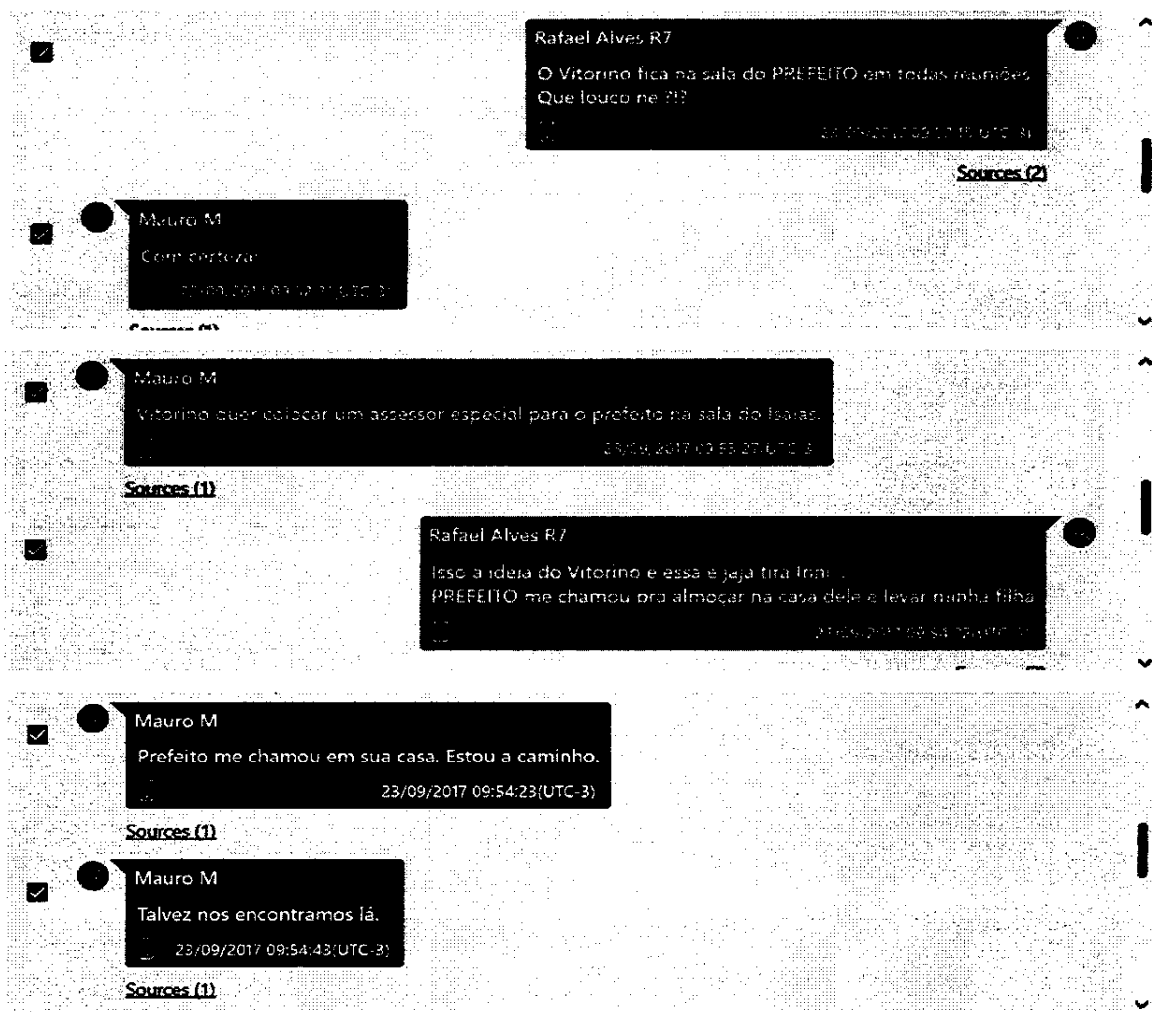 Rafael Alves R7
O Vitorino fica na sala do PREFEITO em todas reuniões
Que louco ne ?!?
Sources (2)
Mauro M
Com certeza
Sources (1)
Mauro M
Vitorino quer colocar um assessor especial para o prefeito na sala do Isaias.
Sources (1)
Rafael Alves R7
Isso a ideia do Vitorino e essa e jaja tira
PREFEITO me chamou pro almoçar na casa dele e levar minha filha
Mauro M
Prefeito me chamou em sua casa. Estou a caminho.
23/09/2017 09:54:23(UTC-3)
Sources (1)
Mauro M
Talvez nos encontramos lá.
23/09/2017 09:54:43(UTC-3)
Sources (1)